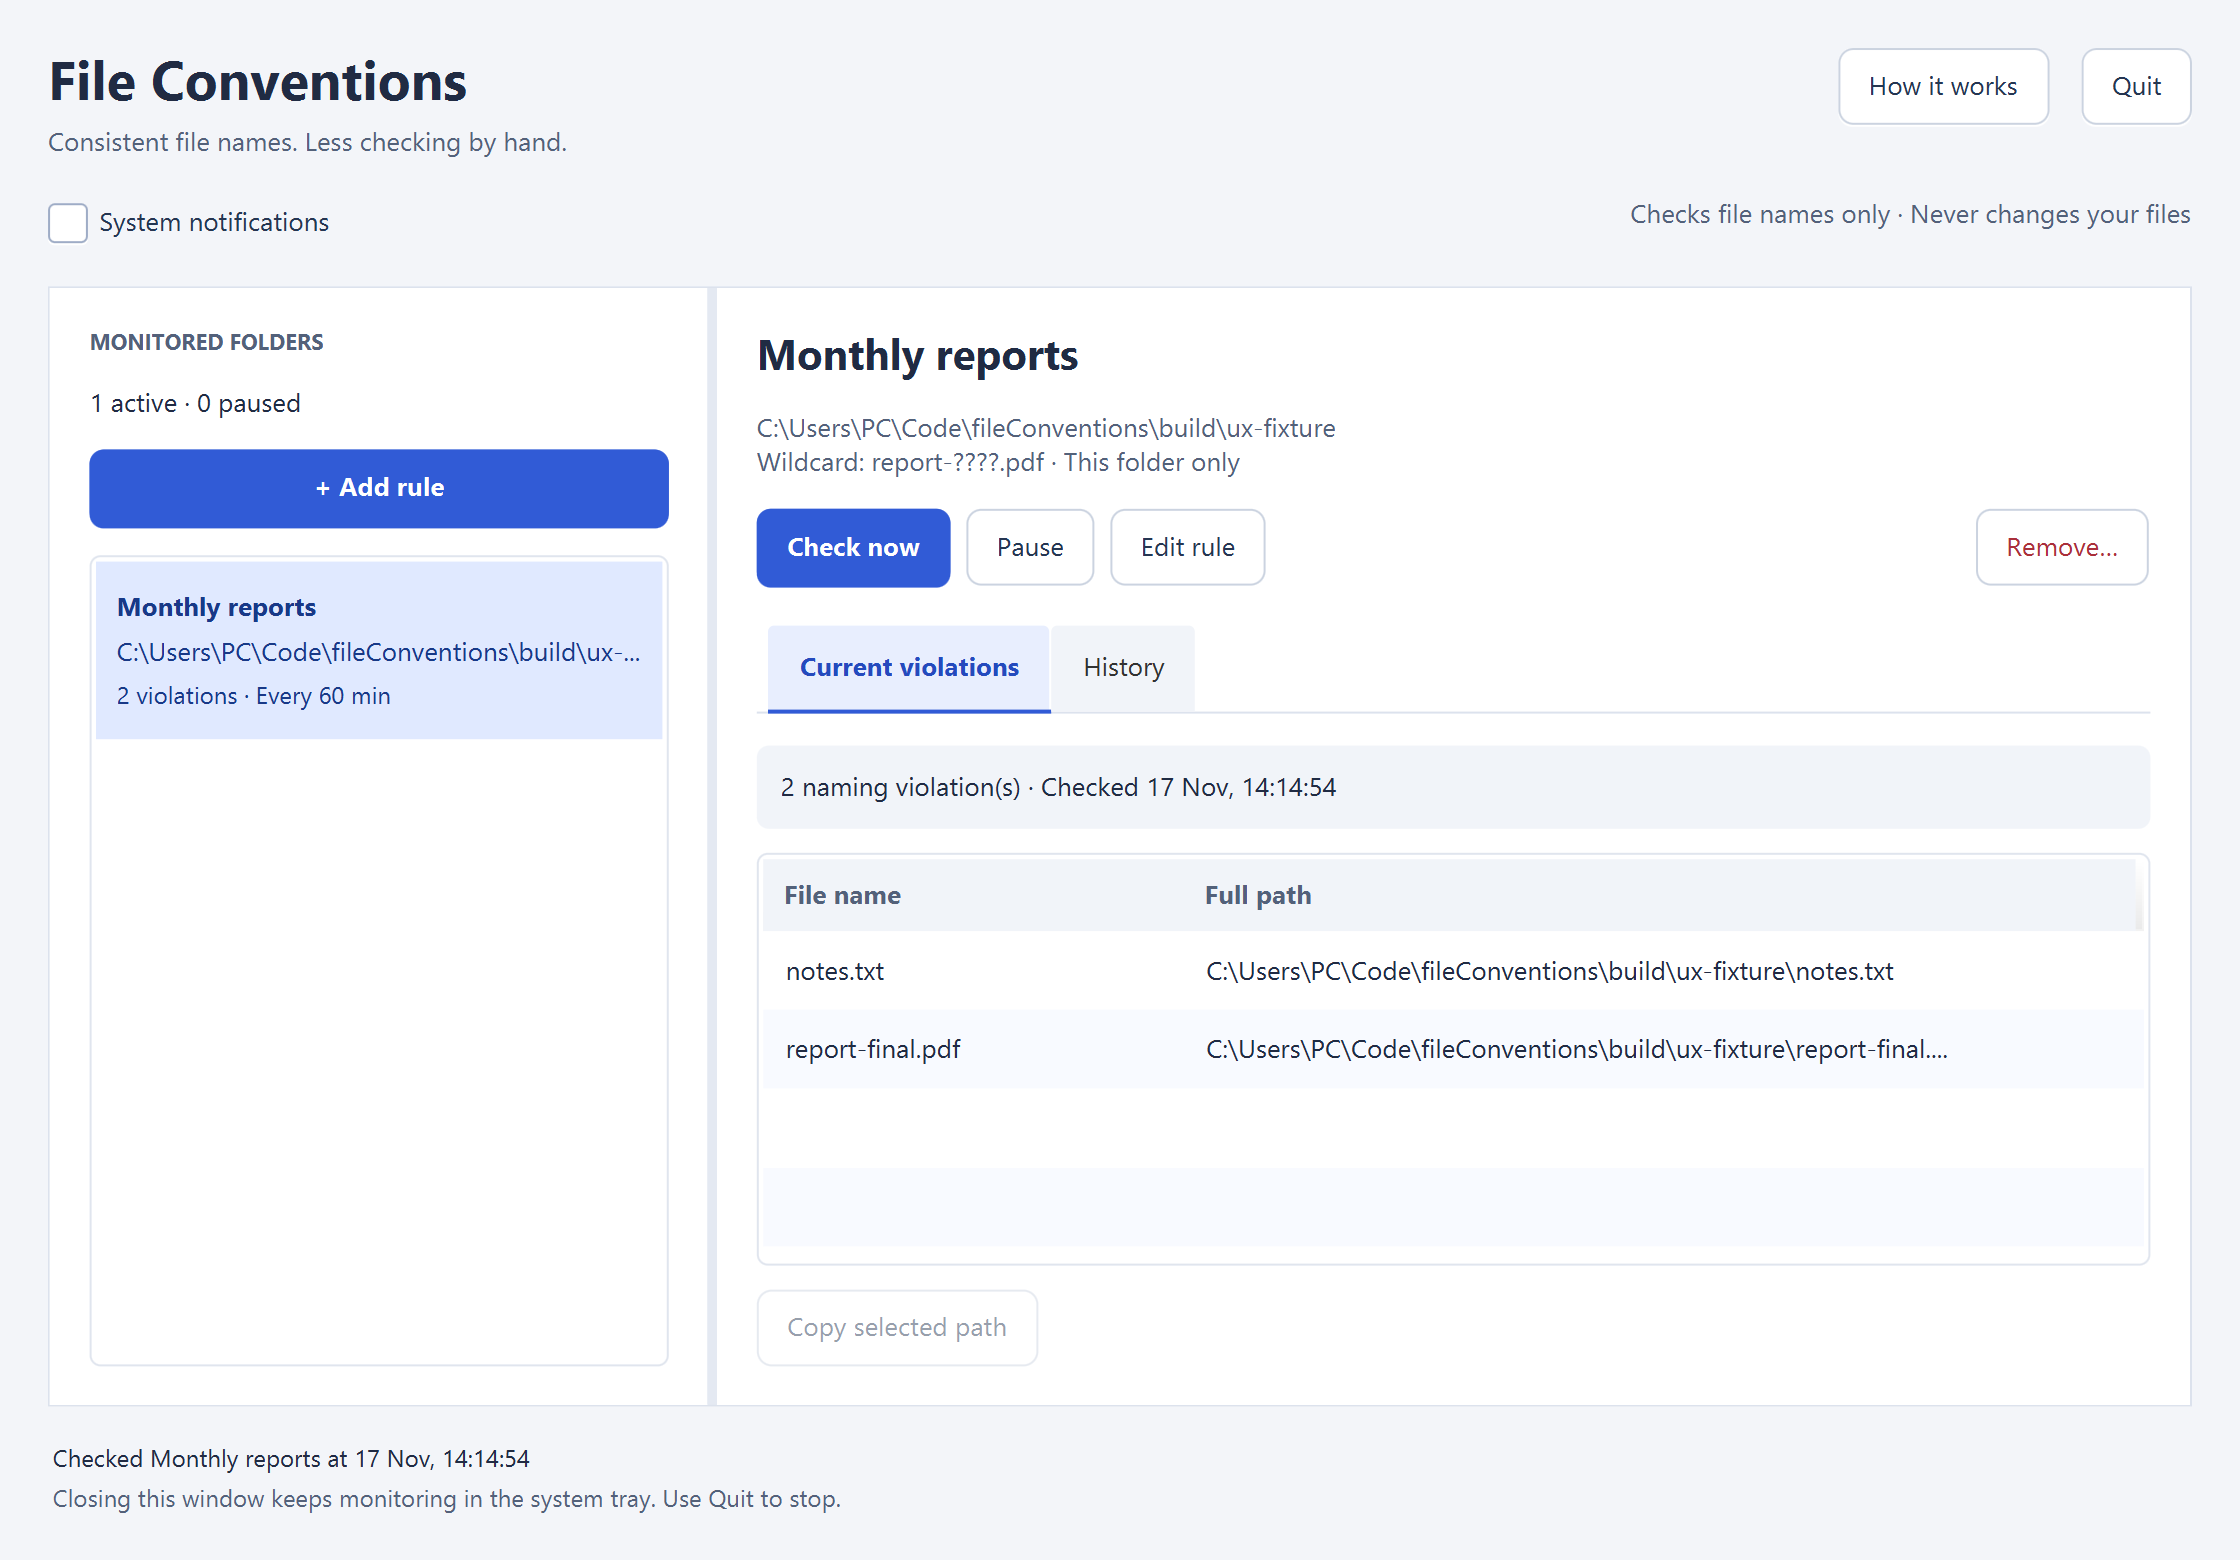 File Conventions
How it works
Quit
Consistent file names. Less checking by hand.
System notifications
Checks file names only · Never changes your files
MONITORED FOLDERS
1 active · 0 paused
+ Add rule
Monthly reports
C:\Users\PC\Code\fileConventions\build\ux-...
2 violations · Every 60 min
Monthly reports
C:\Users\PC\Code\fileConventions\build\ux-fixture
Wildcard: report-????.pdf · This folder only
Check now
Pause
Edit rule
Remove...
Current violations
History
2 naming violation(s) · Checked 17 Nov, 14:14:54
File name
Full path
notes.txt
C:\Users\PC\Code\fileConventions\build\ux-fixture\notes.txt
report-final.pdf
C:\Users\PC\Code\fileConventions\build\ux-fixture\report-final....
Copy selected path
Checked Monthly reports at 17 Nov, 14:14:54
Closing this window keeps monitoring in the system tray. Use Quit to stop.